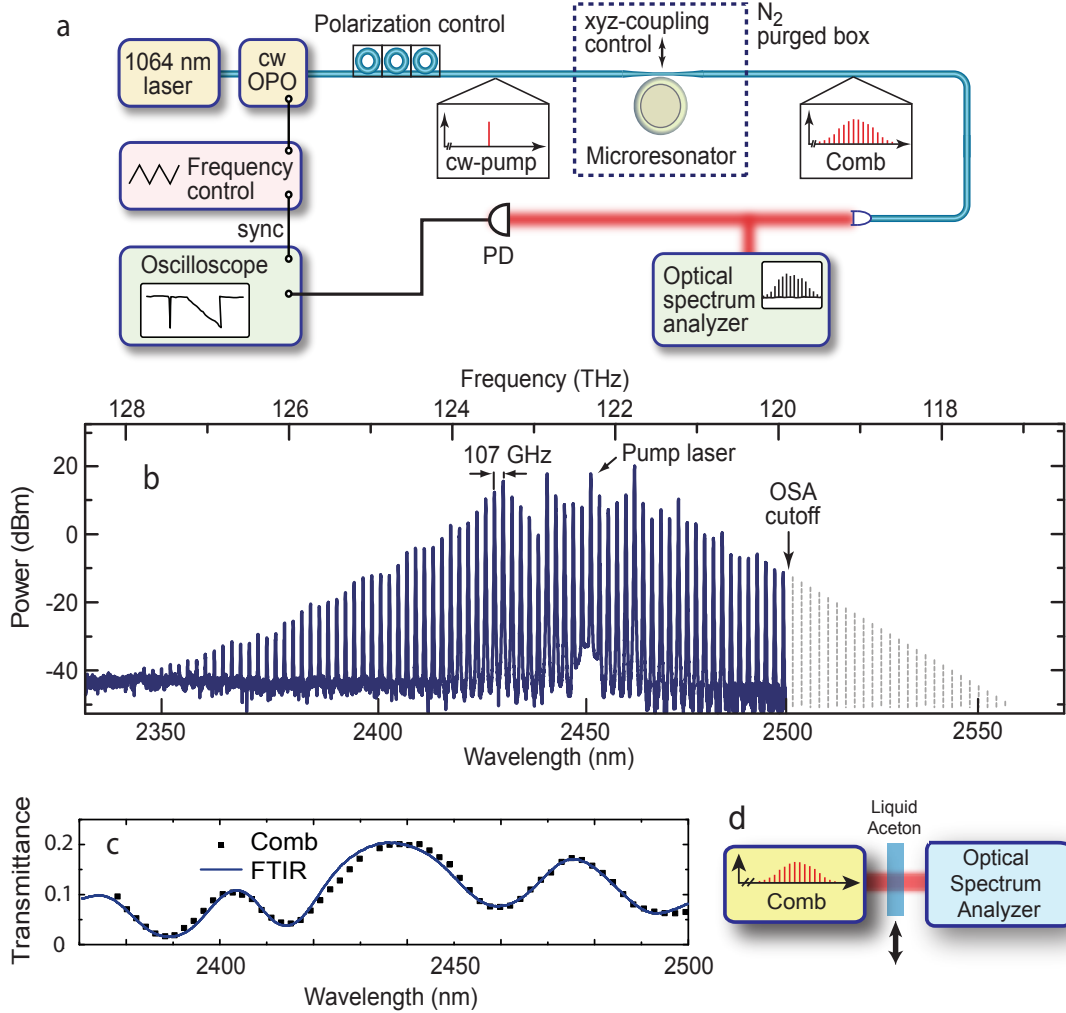 a
Polarization control
xyz-coupling
control
N2
purged box
1064 nm
laser
cw
OPO
cw-pump
Microresonator
Comb
Frequency
control
sync
Oscilloscope
PD
Optical
spectrum
analyzer
Frequency (THz)
128 126 124 122 120 118
b
107 GHz
Pump laser
OSA
cutoff
Power (dBm)
20
0
-20
-40
2350 2400 2450 2500 2550
Wavelength (nm)
c
Comb
FTIR
Transmittance
0.2
0.1
0
2400 2450 2500
Wavelength (nm)
d
Liquid
Aceton
Comb
Optical
Spectrum
Analyzer